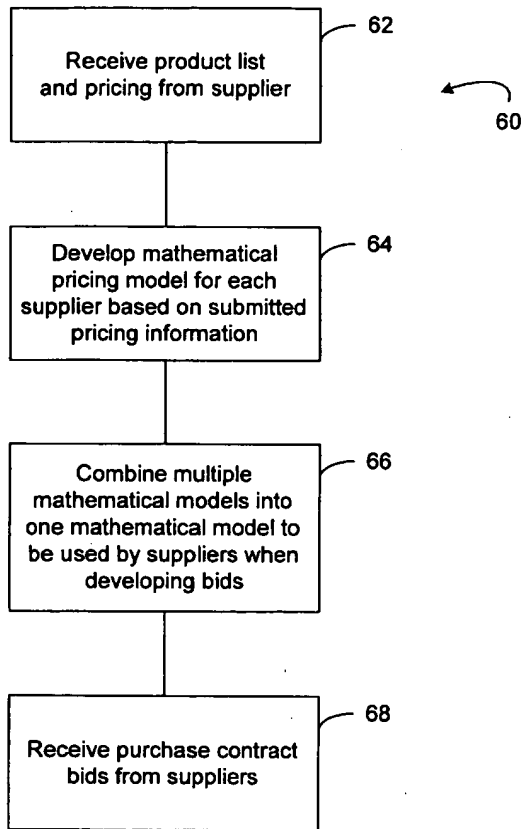 Receive product list
and pricing from supplier
62
60
Develop mathematical
pricing model for each
supplier based on submitted
pricing information
64
Combine multiple
mathematical models into
one mathematical model to
be used by suppliers when
developing bids
66
Receive purchase contract
bids from suppliers
68